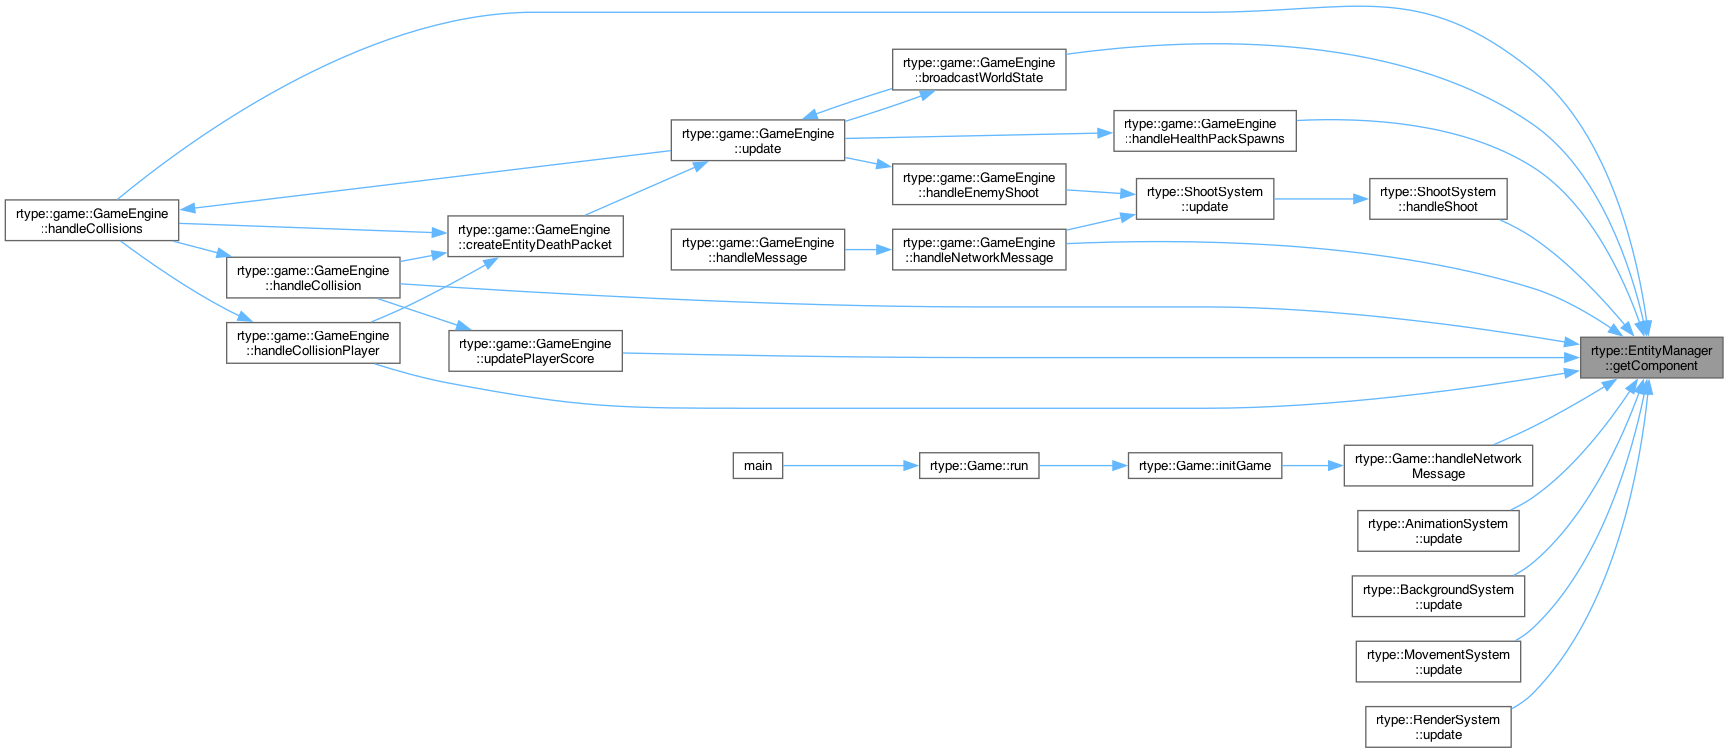 rtype::game::GameEngine
::broadcastWorldState
rtype::game::GameEngine
::handleHealthPackSpawns
rtype::game::GameEngine
::update
rtype::game::GameEngine
::handleEnemyShoot
rtype::ShootSystem
::update
rtype::ShootSystem
::handleShoot
rtype::game::GameEngine
::handleCollisions
rtype::game::GameEngine
::createEntityDeathPacket
rtype::game::GameEngine
::handleMessage
rtype::game::GameEngine
::handleNetworkMessage
rtype::game::GameEngine
::handleCollision
rtype::game::GameEngine
::handleCollisionPlayer
rtype::game::GameEngine
::updatePlayerScore
rtype::EntityManager
::getComponent
main
rtype::Game::run
rtype::Game::initGame
rtype::Game::handleNetwork
Message
rtype::AnimationSystem
::update
rtype::BackgroundSystem
::update
rtype::MovementSystem
::update
rtype::RenderSystem
::update